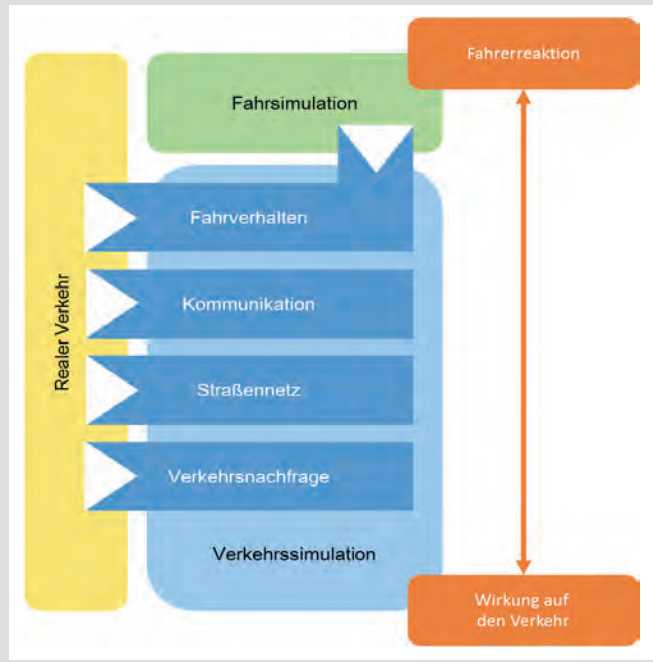 Fahrerreaktion
Fahrsimulation
Realer Verkehr
Fahrverhalten
Kommunikation
Straßennetz
Verkehrsnachfrage
Verkehrssimulation
Wirkung auf
den Verkehr